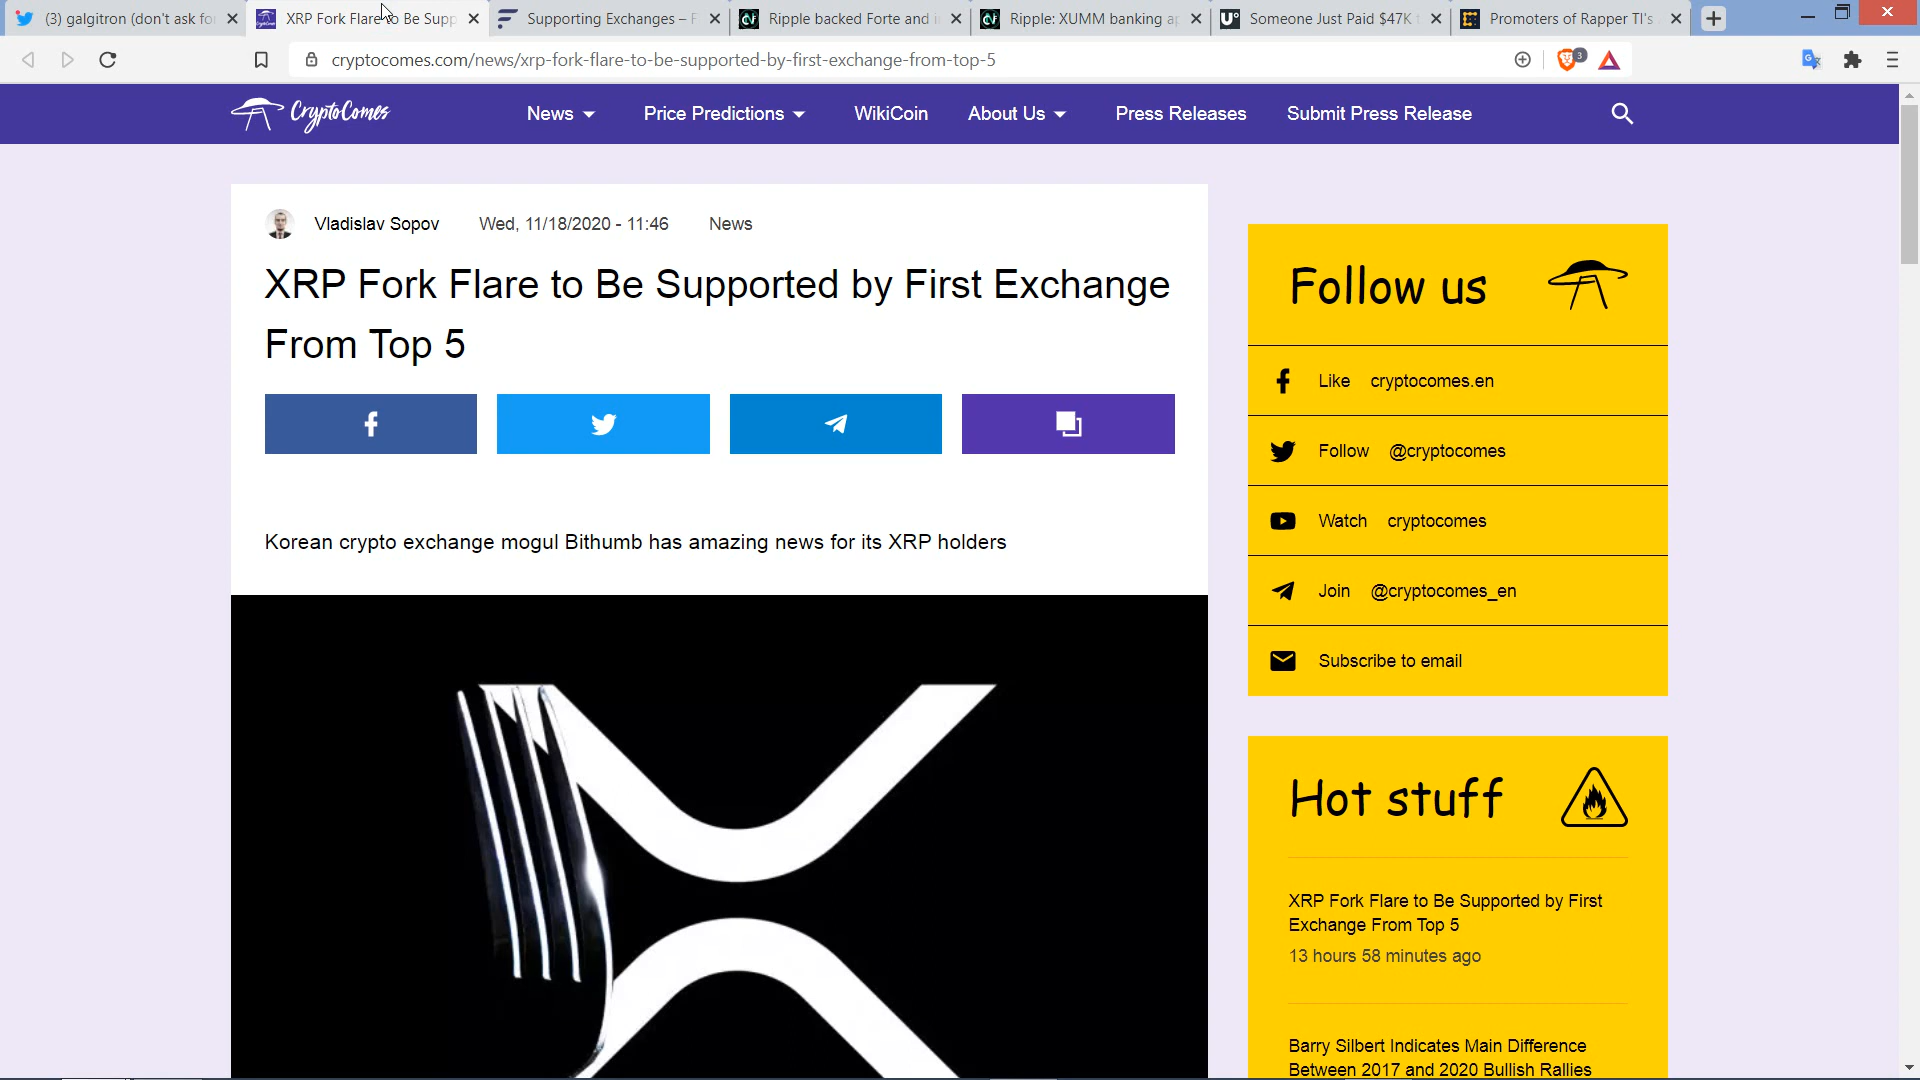 (3) galgitron (don't ask for
XRP Fork Flare to Be Supp
Supporting Exchanges – F
Ripple backed Forte and i
Ripple: XUMM banking ap
Someone Just Paid $47K t
Promoters of Rapper TI's
cryptocomes.com/news/xrp-fork-flare-to-be-supported-by-first-exchange-from-top-5
3
CryptoComes
News
Price Predictions
WikiCoin
About Us
Press Releases
Submit Press Release
Vladislav Sopov
Wed, 11/18/2020 - 11:46
News
XRP Fork Flare to Be Supported by First Exchange
From Top 5
Korean crypto exchange mogul Bithumb has amazing news for its XRP holders
Follow us
Like cryptocomes.en
Follow @cryptocomes
Watch cryptocomes
Join @cryptocomes_en
Subscribe to email
Hot stuff
XRP Fork Flare to Be Supported by First
Exchange From Top 5
13 hours 58 minutes ago
Barry Silbert Indicates Main Difference
Between 2017 and 2020 Bullish Rallies